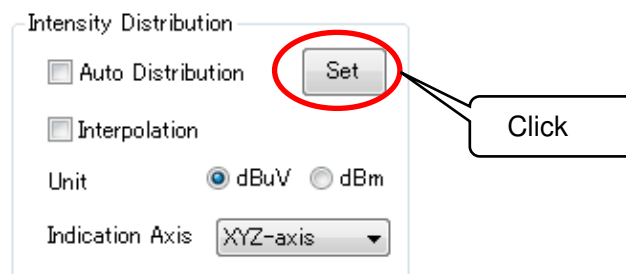 Intensity Distribution
Auto Distribution Set
Click
Interpolation
Unit dBuV dBm
Indication Axis XYZ-axis